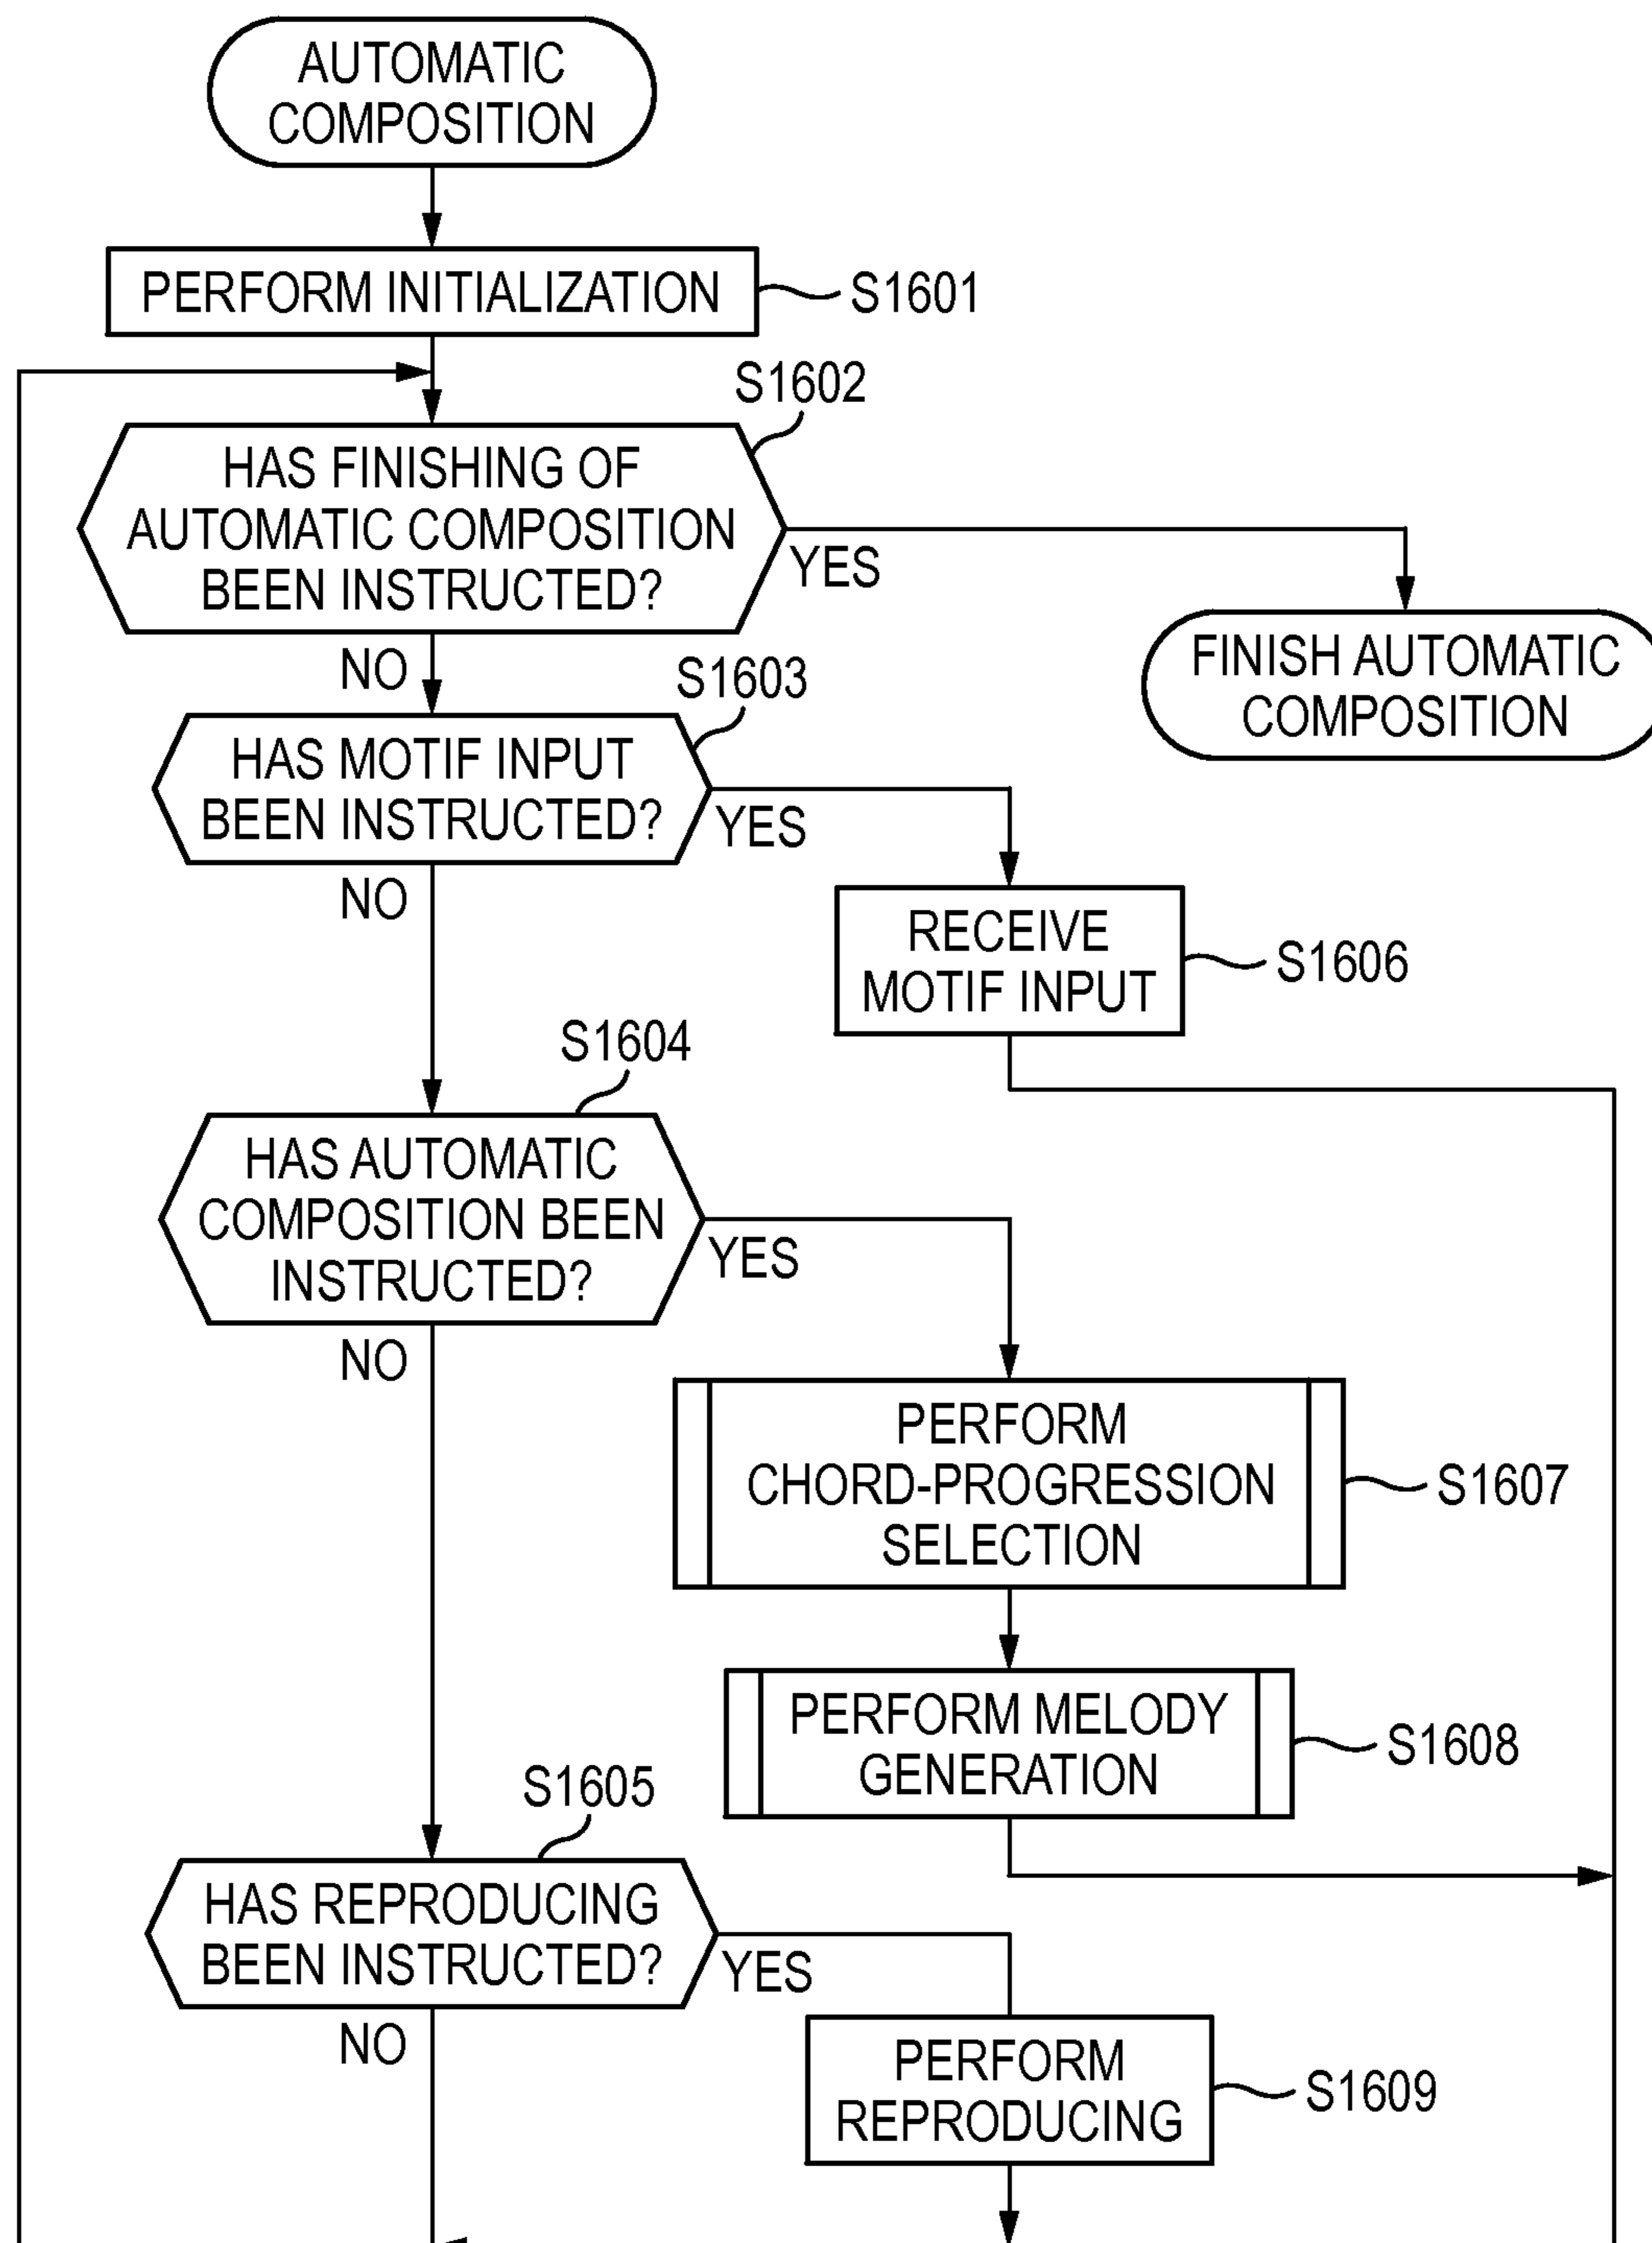 AUTOMATIC
COMPOSITION
PERFORM INITIALIZATION
S1601
S1602
HAS FINISHING OF
AUTOMATIC COMPOSITION
BEEN INSTRUCTED?
YES
NO
FINISH AUTOMATIC
COMPOSITION
S1603
HAS MOTIF INPUT
BEEN INSTRUCTED?
YES
NO
RECEIVE
MOTIF INPUT
S1606
S1604
HAS AUTOMATIC
COMPOSITION BEEN
INSTRUCTED?
YES
NO
PERFORM
CHORD-PROGRESSION
SELECTION
S1607
PERFORM MELODY
GENERATION
S1608
S1605
HAS REPRODUCING
BEEN INSTRUCTED?
YES
NO
PERFORM
REPRODUCING
S1609